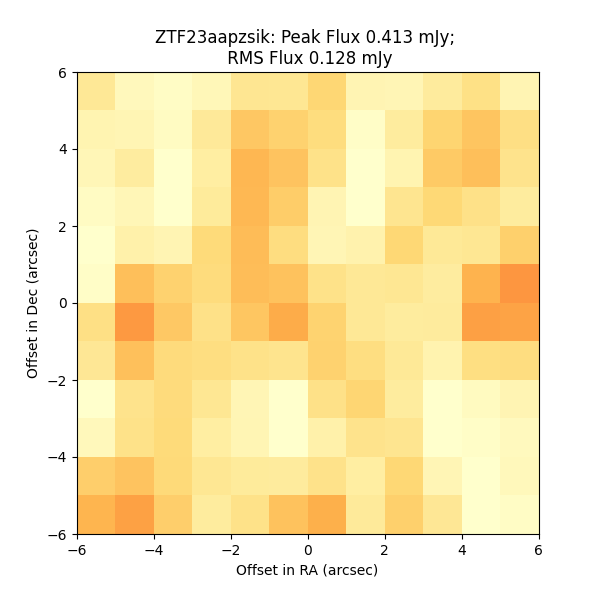 ZTF23aapzsik: Peak Flux 0.413 mJy;
RMS Flux 0.128 mJy
6
4
2
0
−2
−4
−6
Offset in Dec (arcsec)
−6 −4 −2 0 2 4 6
Offset in RA (arcsec)